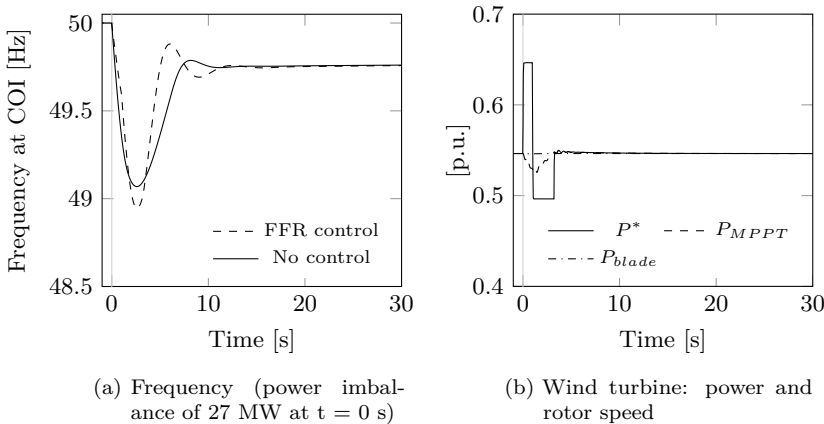 Frequency at COI [Hz]
50
49.5
49
48.5
0
10
20
30
Time [s]
FFR control
No control
(a) Frequency (power imbal-
ance of 27 MW at t = 0 s)
[p.u.]
0.7
0.6
0.5
0.4
0
10
20
30
Time [s]
P* P_MPPT
P_blade
(b) Wind turbine: power and
rotor speed